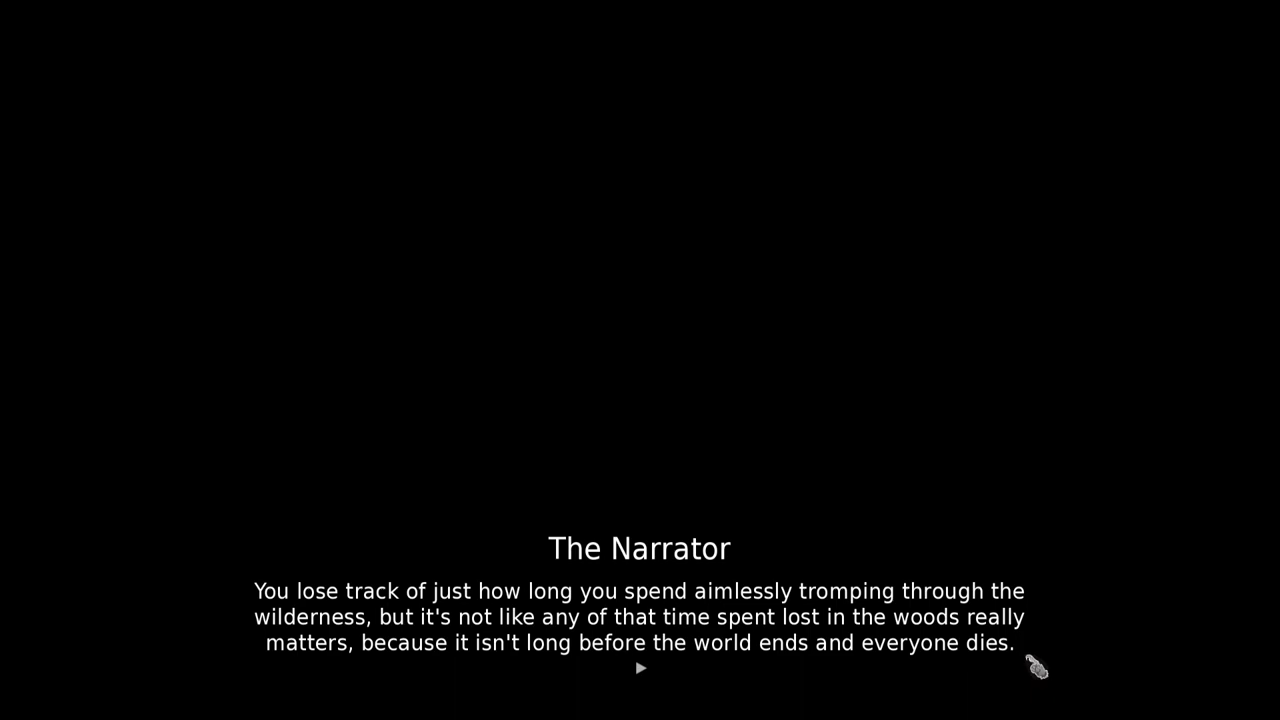 The Narrator
You lose track of just how long you spend aimlessly tromping through the
wilderness, but it's not like any of that time spent lost in the woods really
matters, because it isn't long before the world ends and everyone dies.